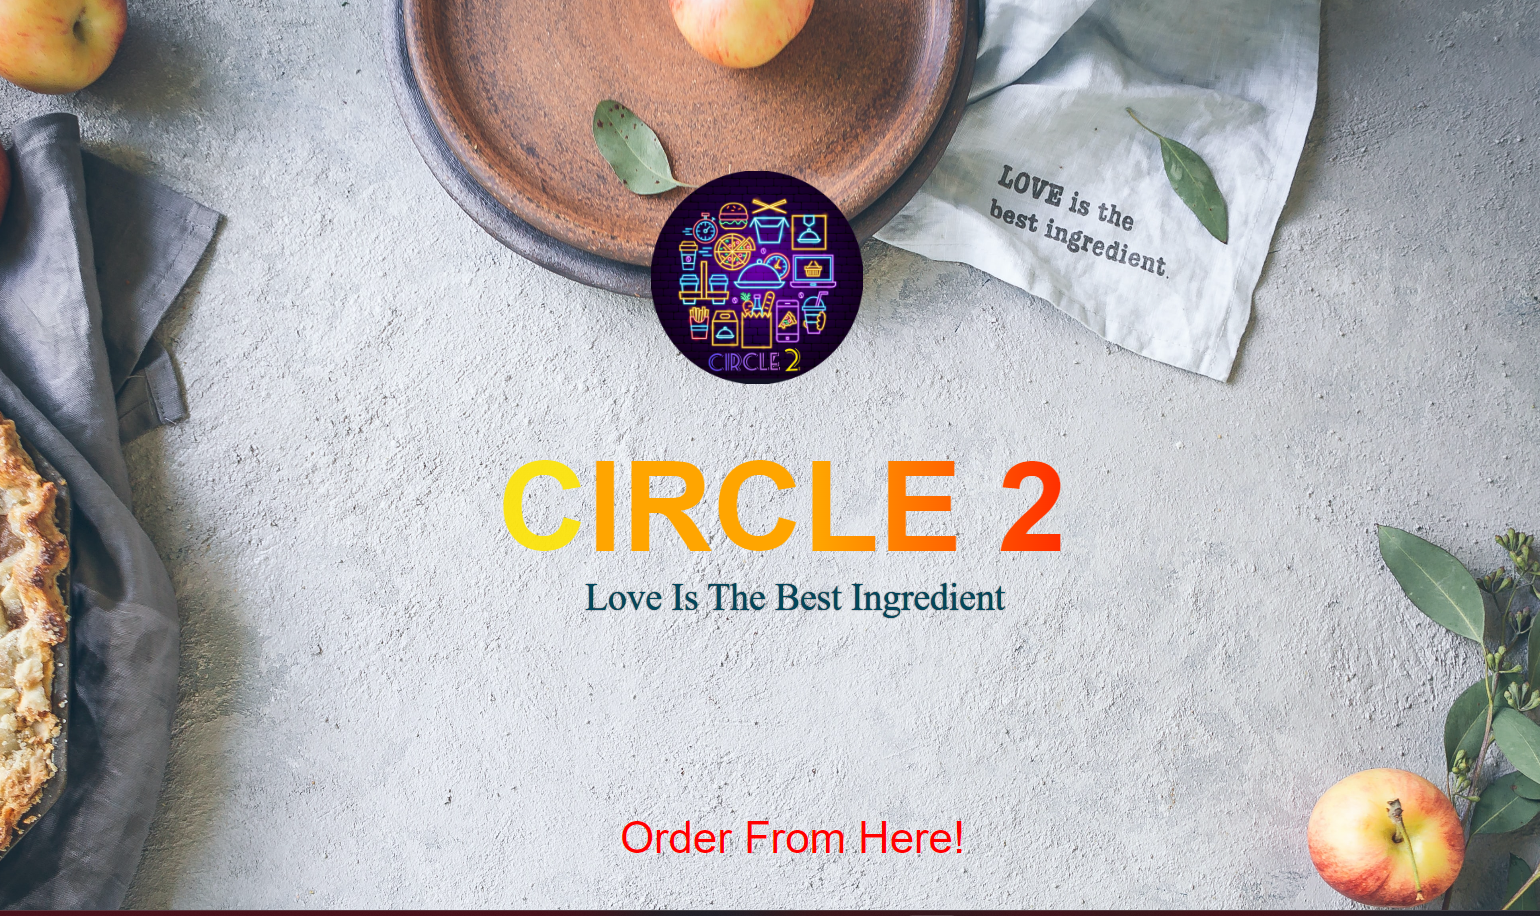 LOVE is the
best ingredient.
CIRCLE 2
CIRCLE 2
Love Is The Best Ingredient
Order From Here!